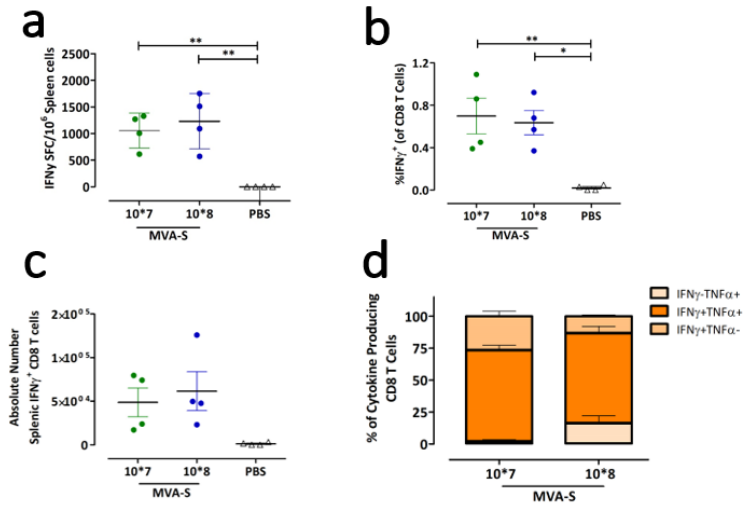 a
**
**
2500
2000
1500
1000
500
0
IFNγ SFC/10⁶ Spleen cells
10*7
10*8
PBS
MVA-S
b
**
*
1.2
0.8
0.4
0.0
%IFNγ⁺ (of CD8 T Cells)
10*7
10*8
PBS
MVA-S
c
2×10⁰⁵
1×10⁰⁵
5×10⁰⁴
0
Absolute Number
Splenic IFNγ⁺ CD8 T cells
10*7
10*8
PBS
MVA-S
d
IFNγ-TNFα+
IFNγ+TNFα+
IFNγ+TNFα-
100
75
50
25
0
% of Cytokine Producing
CD8 T Cells
10*7
10*8
MVA-S